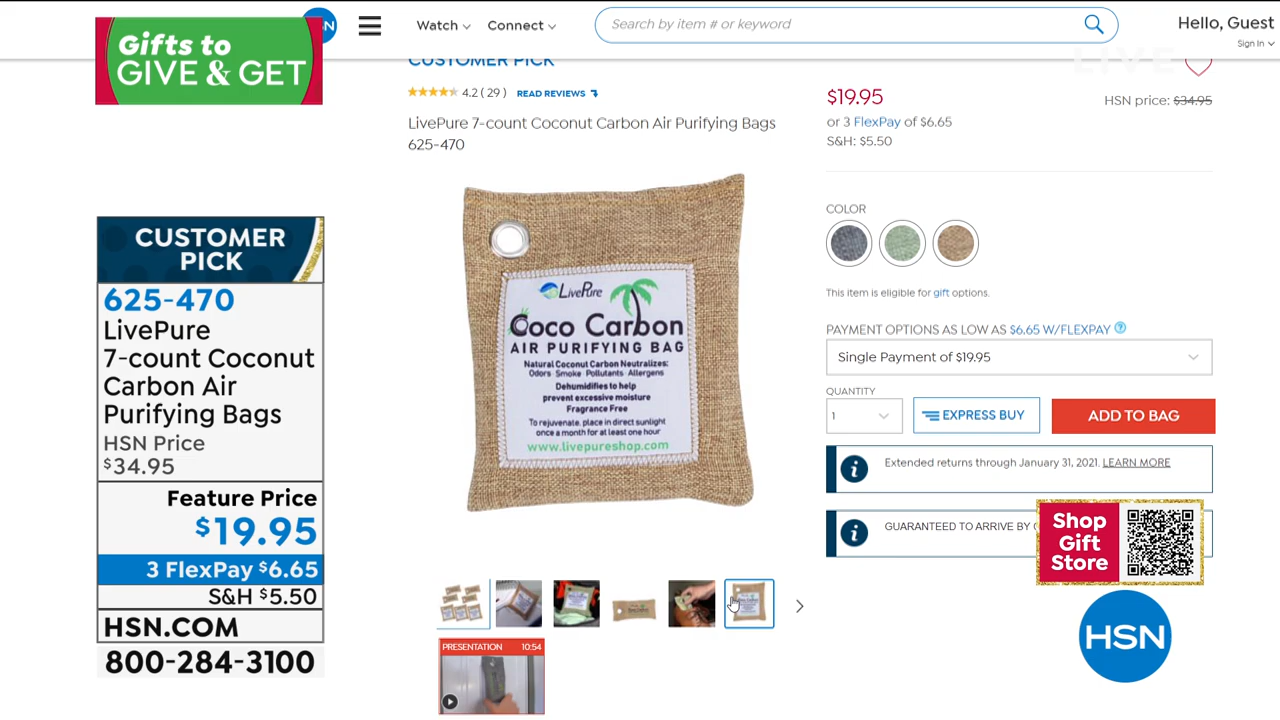 Gifts to
GIVE & GET
Watch
Connect
Search by item # or keyword
Hello, Guest
Sign In
LIVE
CUSTOMER PICK
4.2 ( 29 ) READ REVIEWS
LivePure 7-count Coconut Carbon Air Purifying Bags
625-470
$19.95
HSN price: $34.95
or 3 FlexPay of $6.65
S&H: $5.50
COLOR
This item is eligible for gift options.
PAYMENT OPTIONS AS LOW AS $6.65 W/FLEXPAY
Single Payment of $19.95
QUANTITY
1
EXPRESS BUY
ADD TO BAG
Extended returns through January 31, 2021. LEARN MORE
GUARANTEED TO ARRIVE BY
Shop
Gift
Store
HSN
LivePure
Coco Carbon
AIR PURIFYING BAG
Natural Coconut Carbon Neutralizes:
Odors · Smoke · Pollutants · Allergens
Dehumidifies to help
prevent excessive moisture
Fragrance Free
To rejuvenate, place in direct sunlight
once a month for at least one hour
www.livepureshop.com
PRESENTATION 10:54
CUSTOMER
PICK
625-470
LivePure
7-count Coconut
Carbon Air
Purifying Bags
HSN Price
$34.95
Feature Price
$19.95
3 FlexPay $6.65
S&H $5.50
HSN.COM
800-284-3100